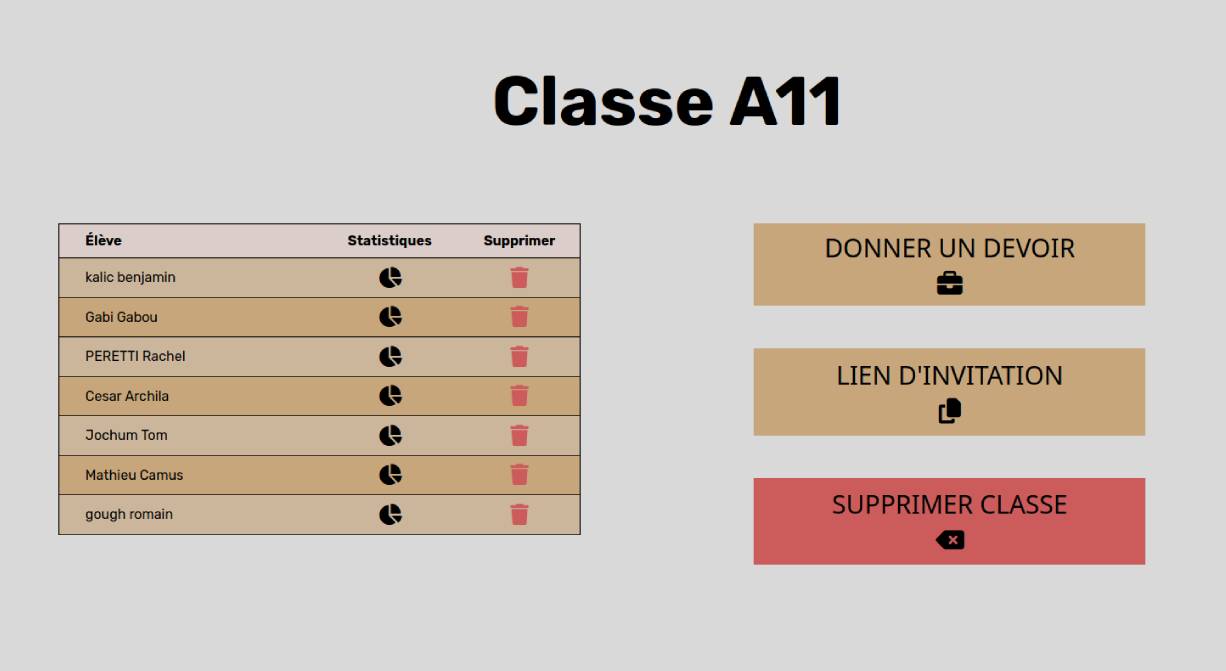 Classe A11
Élève Statistiques Supprimer
kalic benjamin
Gabi Gabou
PERETTI Rachel
Cesar Archila
Jochum Tom
Mathieu Camus
gough romain
DONNER UN DEVOIR
LIEN D'INVITATION
SUPPRIMER CLASSE